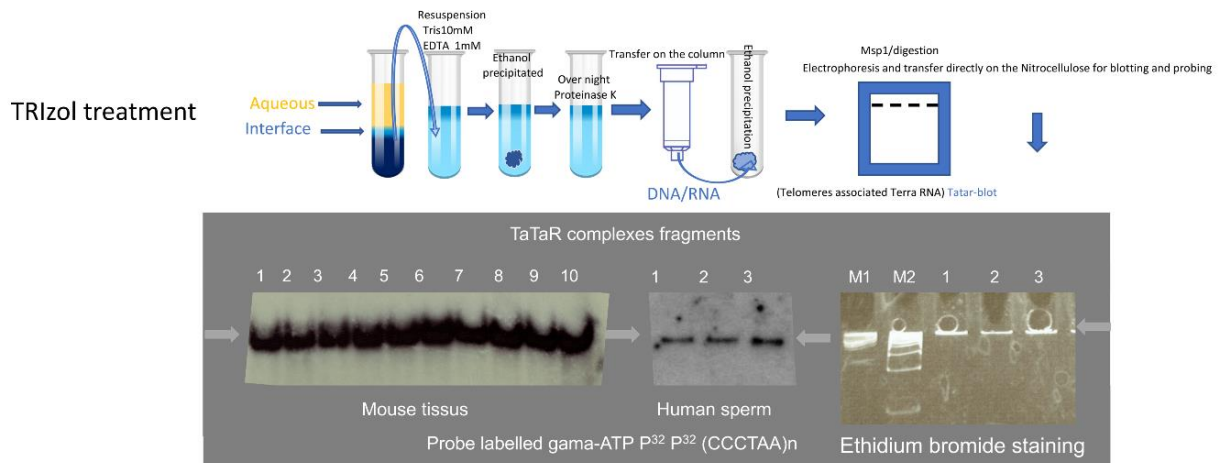 Resuspension
Tris10mM
EDTA 1mM
Ethanol
precipitated
Over night
Proteinase K
Transfer on the column
Ethanol precipitation
Msp1/digestion
Electrophoresis and transfer directly on the Nitrocellulose for blotting and probing
TRIzol treatment
Aqueous
Interface
DNA/RNA
(Telomeres associated Terra RNA) Tatar-blot
TaTaR complexes fragments
1 2 3 4 5 6 7 8 9 10
1 2 3
M1 M2 1 2 3
Mouse tissus
Human sperm
Probe labelled gama-ATP P³² P³² (CCCTAA)n
Ethidium bromide staining